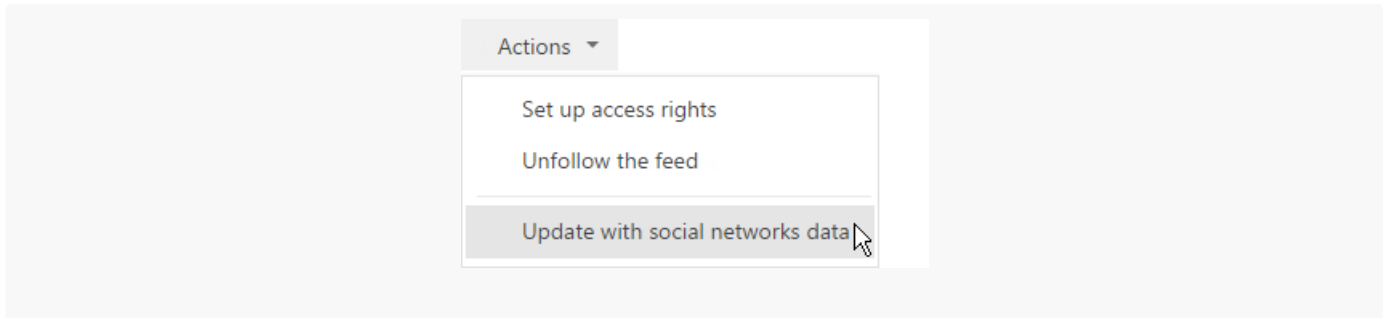 Actions
Set up access rights
Unfollow the feed
Update with social networks data